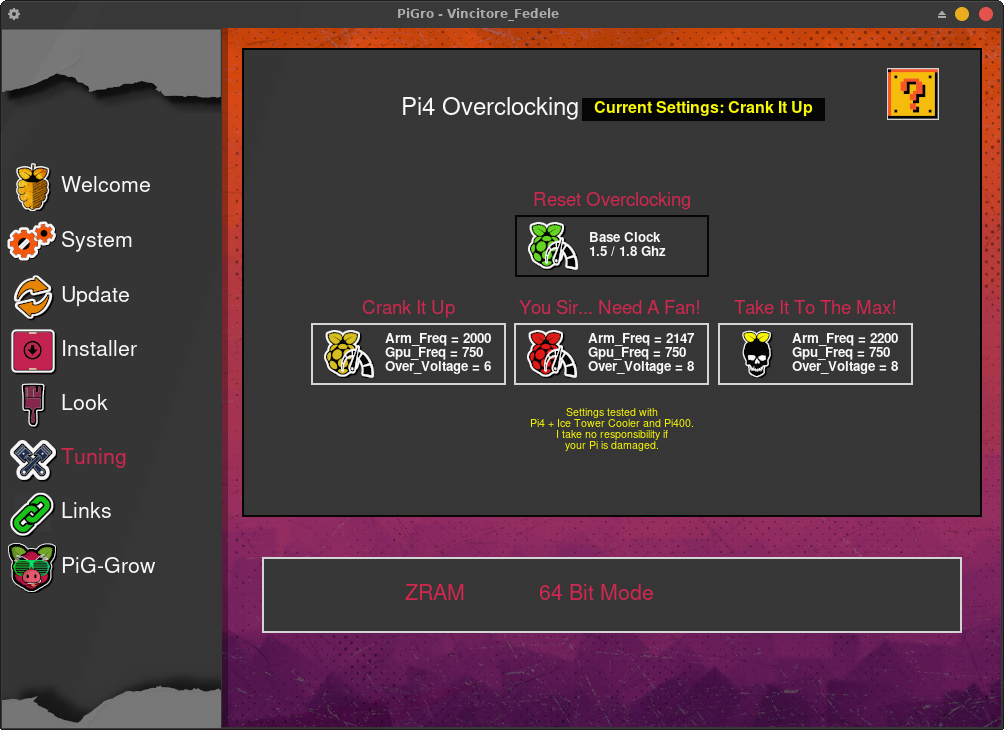 PiGro - Vincitore_Fedele
Welcome
System
Update
Installer
Look
Tuning
Links
PiG-Grow
Pi4 Overclocking
Current Settings: Crank It Up
?
Reset Overclocking
Base Clock
1.5 / 1.8 Ghz
Crank It Up
Arm_Freq = 2000
Gpu_Freq = 750
Over_Voltage = 6
You Sir... Need A Fan!
Arm_Freq = 2147
Gpu_Freq = 750
Over_Voltage = 8
Take It To The Max!
Arm_Freq = 2200
Gpu_Freq = 750
Over_Voltage = 8
Settings tested with
Pi4 + Ice Tower Cooler and Pi400.
I take no responsibility if
your Pi is damaged.
ZRAM
64 Bit Mode